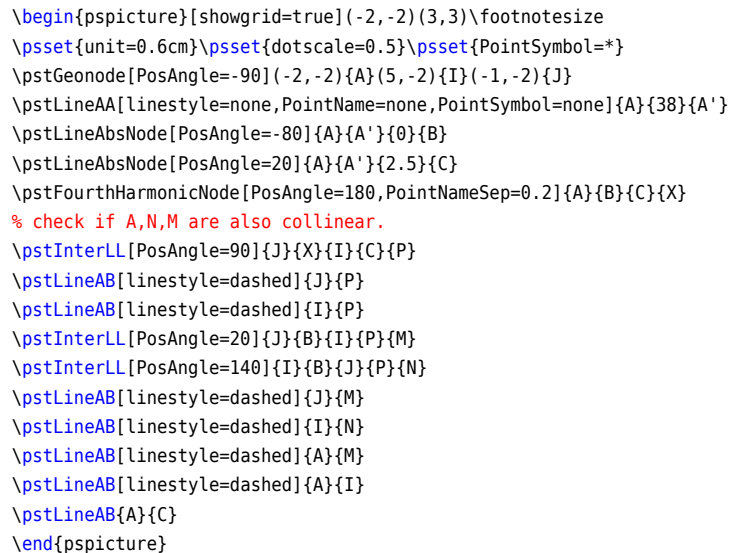 \begin{pspicture}[showgrid=true](-2,-2)(3,3)\footnotesize
\psset{unit=0.6cm}\psset{dotscale=0.5}\psset{PointSymbol=*}
\pstGeonode[PosAngle=-90](-2,-2){A}(5,-2){I}(-1,-2){J}
\pstLineAA[linestyle=none,PointName=none,PointSymbol=none]{A}{38}{A'}
\pstLineAbsNode[PosAngle=-80]{A}{A'}{0}{B}
\pstLineAbsNode[PosAngle=20]{A}{A'}{2.5}{C}
\pstFourthHarmonicNode[PosAngle=180,PointNameSep=0.2]{A}{B}{C}{X}
% check if A,N,M are also collinear.
\pstInterLL[PosAngle=90]{J}{X}{I}{C}{P}
\pstLineAB[linestyle=dashed]{J}{P}
\pstLineAB[linestyle=dashed]{I}{P}
\pstInterLL[PosAngle=20]{J}{B}{I}{P}{M}
\pstInterLL[PosAngle=140]{I}{B}{J}{P}{N}
\pstLineAB[linestyle=dashed]{J}{M}
\pstLineAB[linestyle=dashed]{I}{N}
\pstLineAB[linestyle=dashed]{A}{M}
\pstLineAB[linestyle=dashed]{A}{I}
\pstLineAB{A}{C}
\end{pspicture}